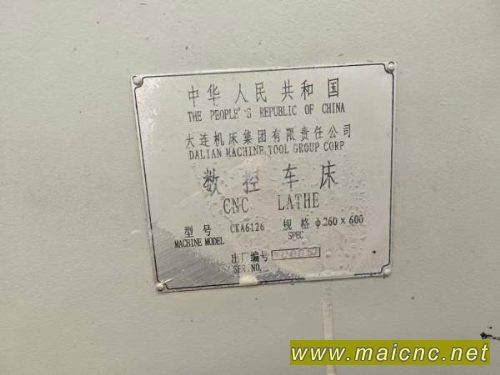 中华人民共和国
THE PEOPLE'S REPUBLIC OF CHINA
大连机床集团有限责任公司
DALIAN MACHINE TOOL GROUP CORP
数控车床
CNC LATHE
型号 CKA6126 规格 ф260×600
MACHINE MODEL SPEC
出厂编号
SER.NO.
www.maicnc.net